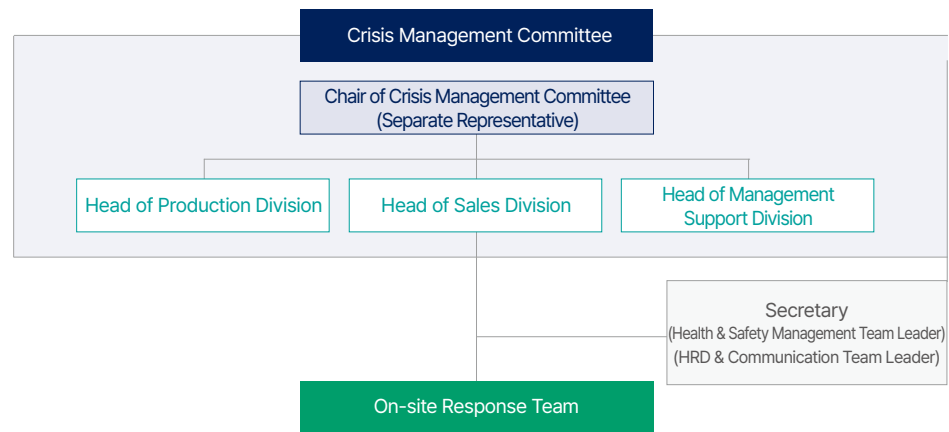 Crisis Management Committee
Chair of Crisis Management Committee
(Separate Representative)
Head of Production Division
Head of Sales Division
Head of Management
Support Division
Secretary
(Health & Safety Management Team Leader)
(HRD & Communication Team Leader)
On-site Response Team